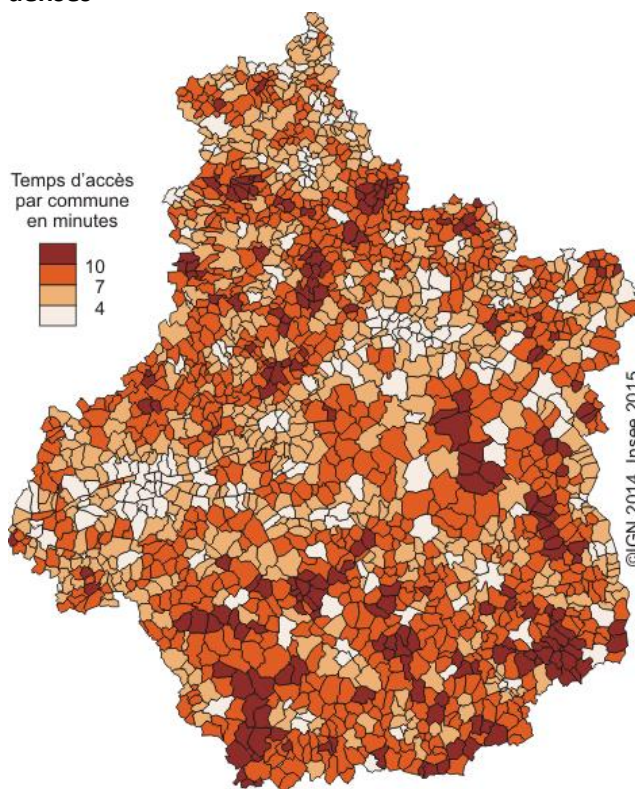 Temps d'accès
par commune
en minutes
10
7
4
©IGN 2014, Insee 2015